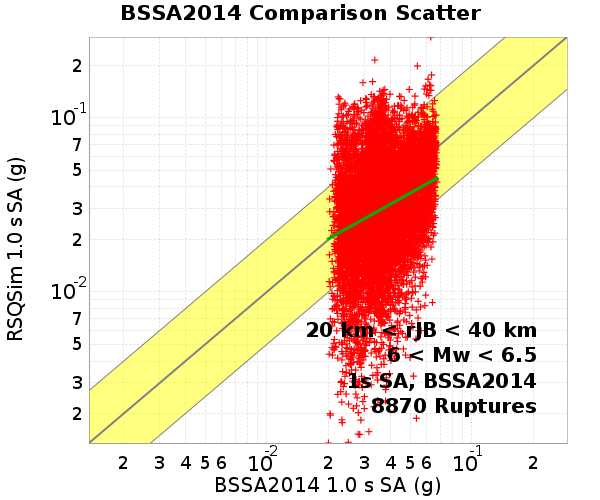 BSSA2014 Comparison Scatter
RSQSim 1.0 s SA (g)
2
10-1
7
5
3
2
10-2
7
5
3
2
20 km < rJB < 40 km
6 < Mw < 6.5
1s SA, BSSA2014
8870 Ruptures
2 3 4 5 6 10-2 2 3 4 5 6 10-1 2
BSSA2014 1.0 s SA (g)